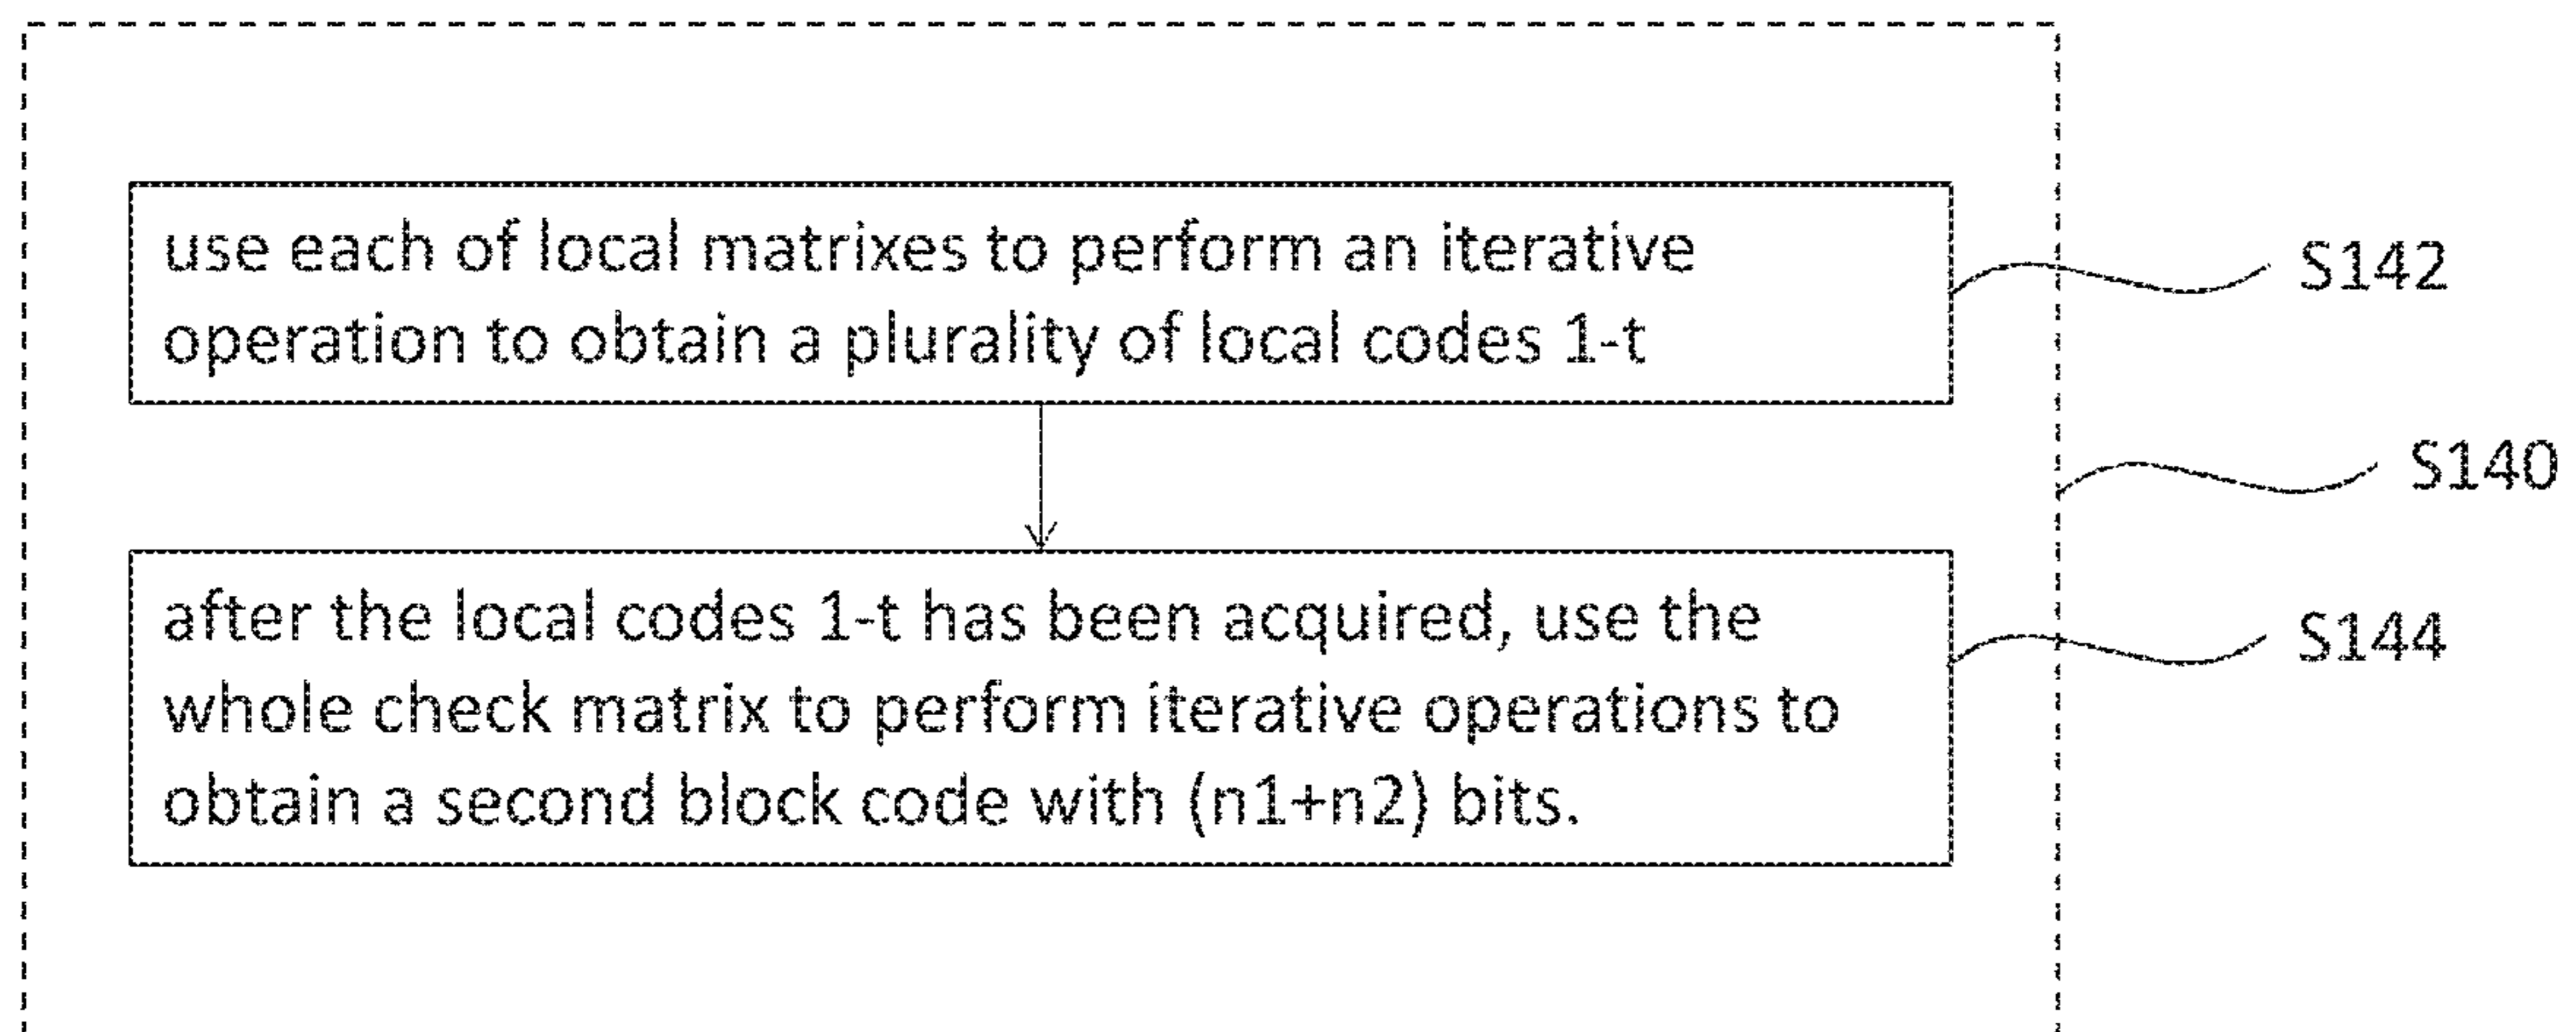 use each of local matrixes to perform an iterative
operation to obtain a plurality of local codes 1-t
S142
S140
after the local codes 1-t has been acquired, use the
whole check matrix to perform iterative operations to
obtain a second block code with (n1+n2) bits.
S144